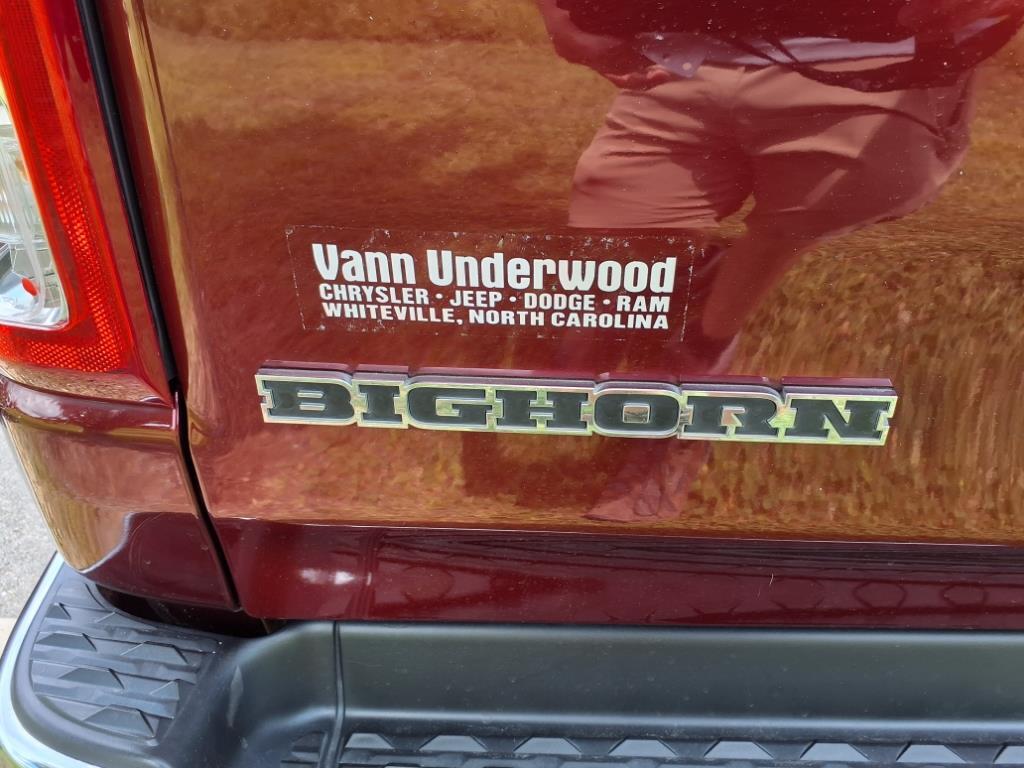 Vann Underwood
CHRYSLER · JEEP · DODGE · RAM
WHITEVILLE, NORTH CAROLINA
BIGHORN